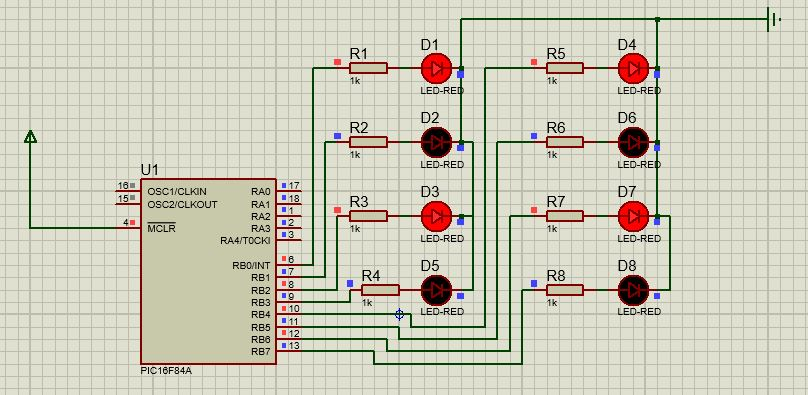 R1
1k
D1
LED-RED
R5
1k
D4
LED-RED
R2
1k
D2
LED-RED
R6
1k
D6
LED-RED
R3
1k
D3
LED-RED
R7
1k
D7
LED-RED
R4
1k
D5
LED-RED
R8
1k
D8
LED-RED
U1
16 OSC1/CLKIN
15 OSC2/CLKOUT
4 MCLR
RA0 17
RA1 18
RA2 1
RA3 2
RA4/T0CKI 3
RB0/INT 6
RB1 7
RB2 8
RB3 9
RB4 10
RB5 11
RB6 12
RB7 13
PIC16F84A